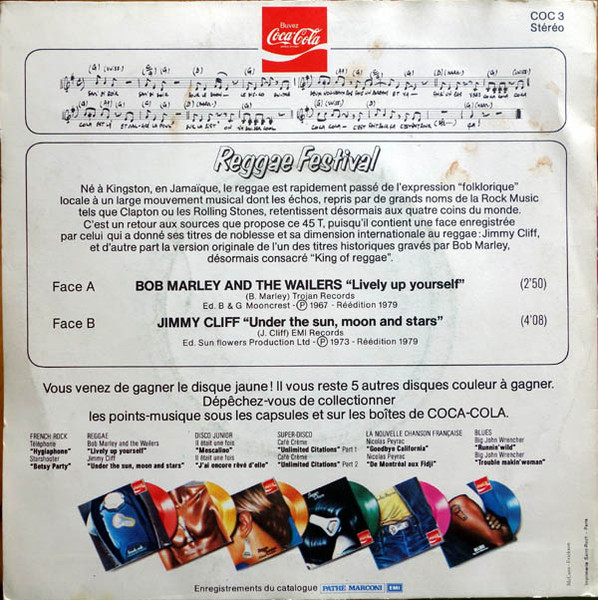 Buvez
Coca-Cola
COC 3
Stéréo
Reggae Festival
Né à Kingston, en Jamaïque, le reggae est rapidement passé de l'expression "folklorique"
locale à un large mouvement musical dont les échos, repris par de grands noms de la Rock Music
tels que Clapton ou les Rolling Stones, retentissent désormais aux quatre coins du monde.
C'est un retour aux sources que propose ce 45 T, puisqu'il contient une face enregistrée
par celui qui a donné ses titres de noblesse et sa dimension internationale au reggae : Jimmy Cliff,
et d'autre part la version originale de l'un des titres historiques gravés par Bob Marley,
désormais consacré "King of reggae".
Face A BOB MARLEY AND THE WAILERS "Lively up yourself" (2'50)
(B. Marley) Trojan Records
Ed. B & G Mooncrest - Ⓟ 1967 - Réédition 1979
Face B JIMMY CLIFF "Under the sun, moon and stars" (4'08)
(J. Cliff) EMI Records
Ed. Sun flowers Production Ltd - Ⓟ 1973 - Réédition 1979
Vous venez de gagner le disque jaune! Il vous reste 5 autres disques couleur à gagner.
Dépêchez-vous de collectionner
les points-musique sous les capsules et sur les boîtes de COCA-COLA.
FRENCH ROCK
Téléphone
"Hygiaphone"
Starshooter
"Betsy Party"
REGGAE
Bob Marley and the Wailers
"Lively up yourself"
Jimmy Cliff
"Under the sun, moon and stars"
DISCO JUNIOR
Il était une fois
"Moscalino"
Il était une fois
"J'ai encore rêvé d'elle"
SUPER-DISCO
Café Crème
"Unlimited Citations" Part 1
Café Crème
"Unlimited Citations" Part 2
LA NOUVELLE CHANSON FRANÇAISE
Nicolas Peyrac
"Goodbye California"
Nicolas Peyrac
"De Montréal aux Fidji"
BLUES
Big John Wrencher
"Runnin' wild"
Big John Wrencher
"Trouble makin' woman"
Enregistrements du catalogue PATHÉ MARCONI EMI
McCann-Erickson
Imprimerie Saint-Roch - Paris